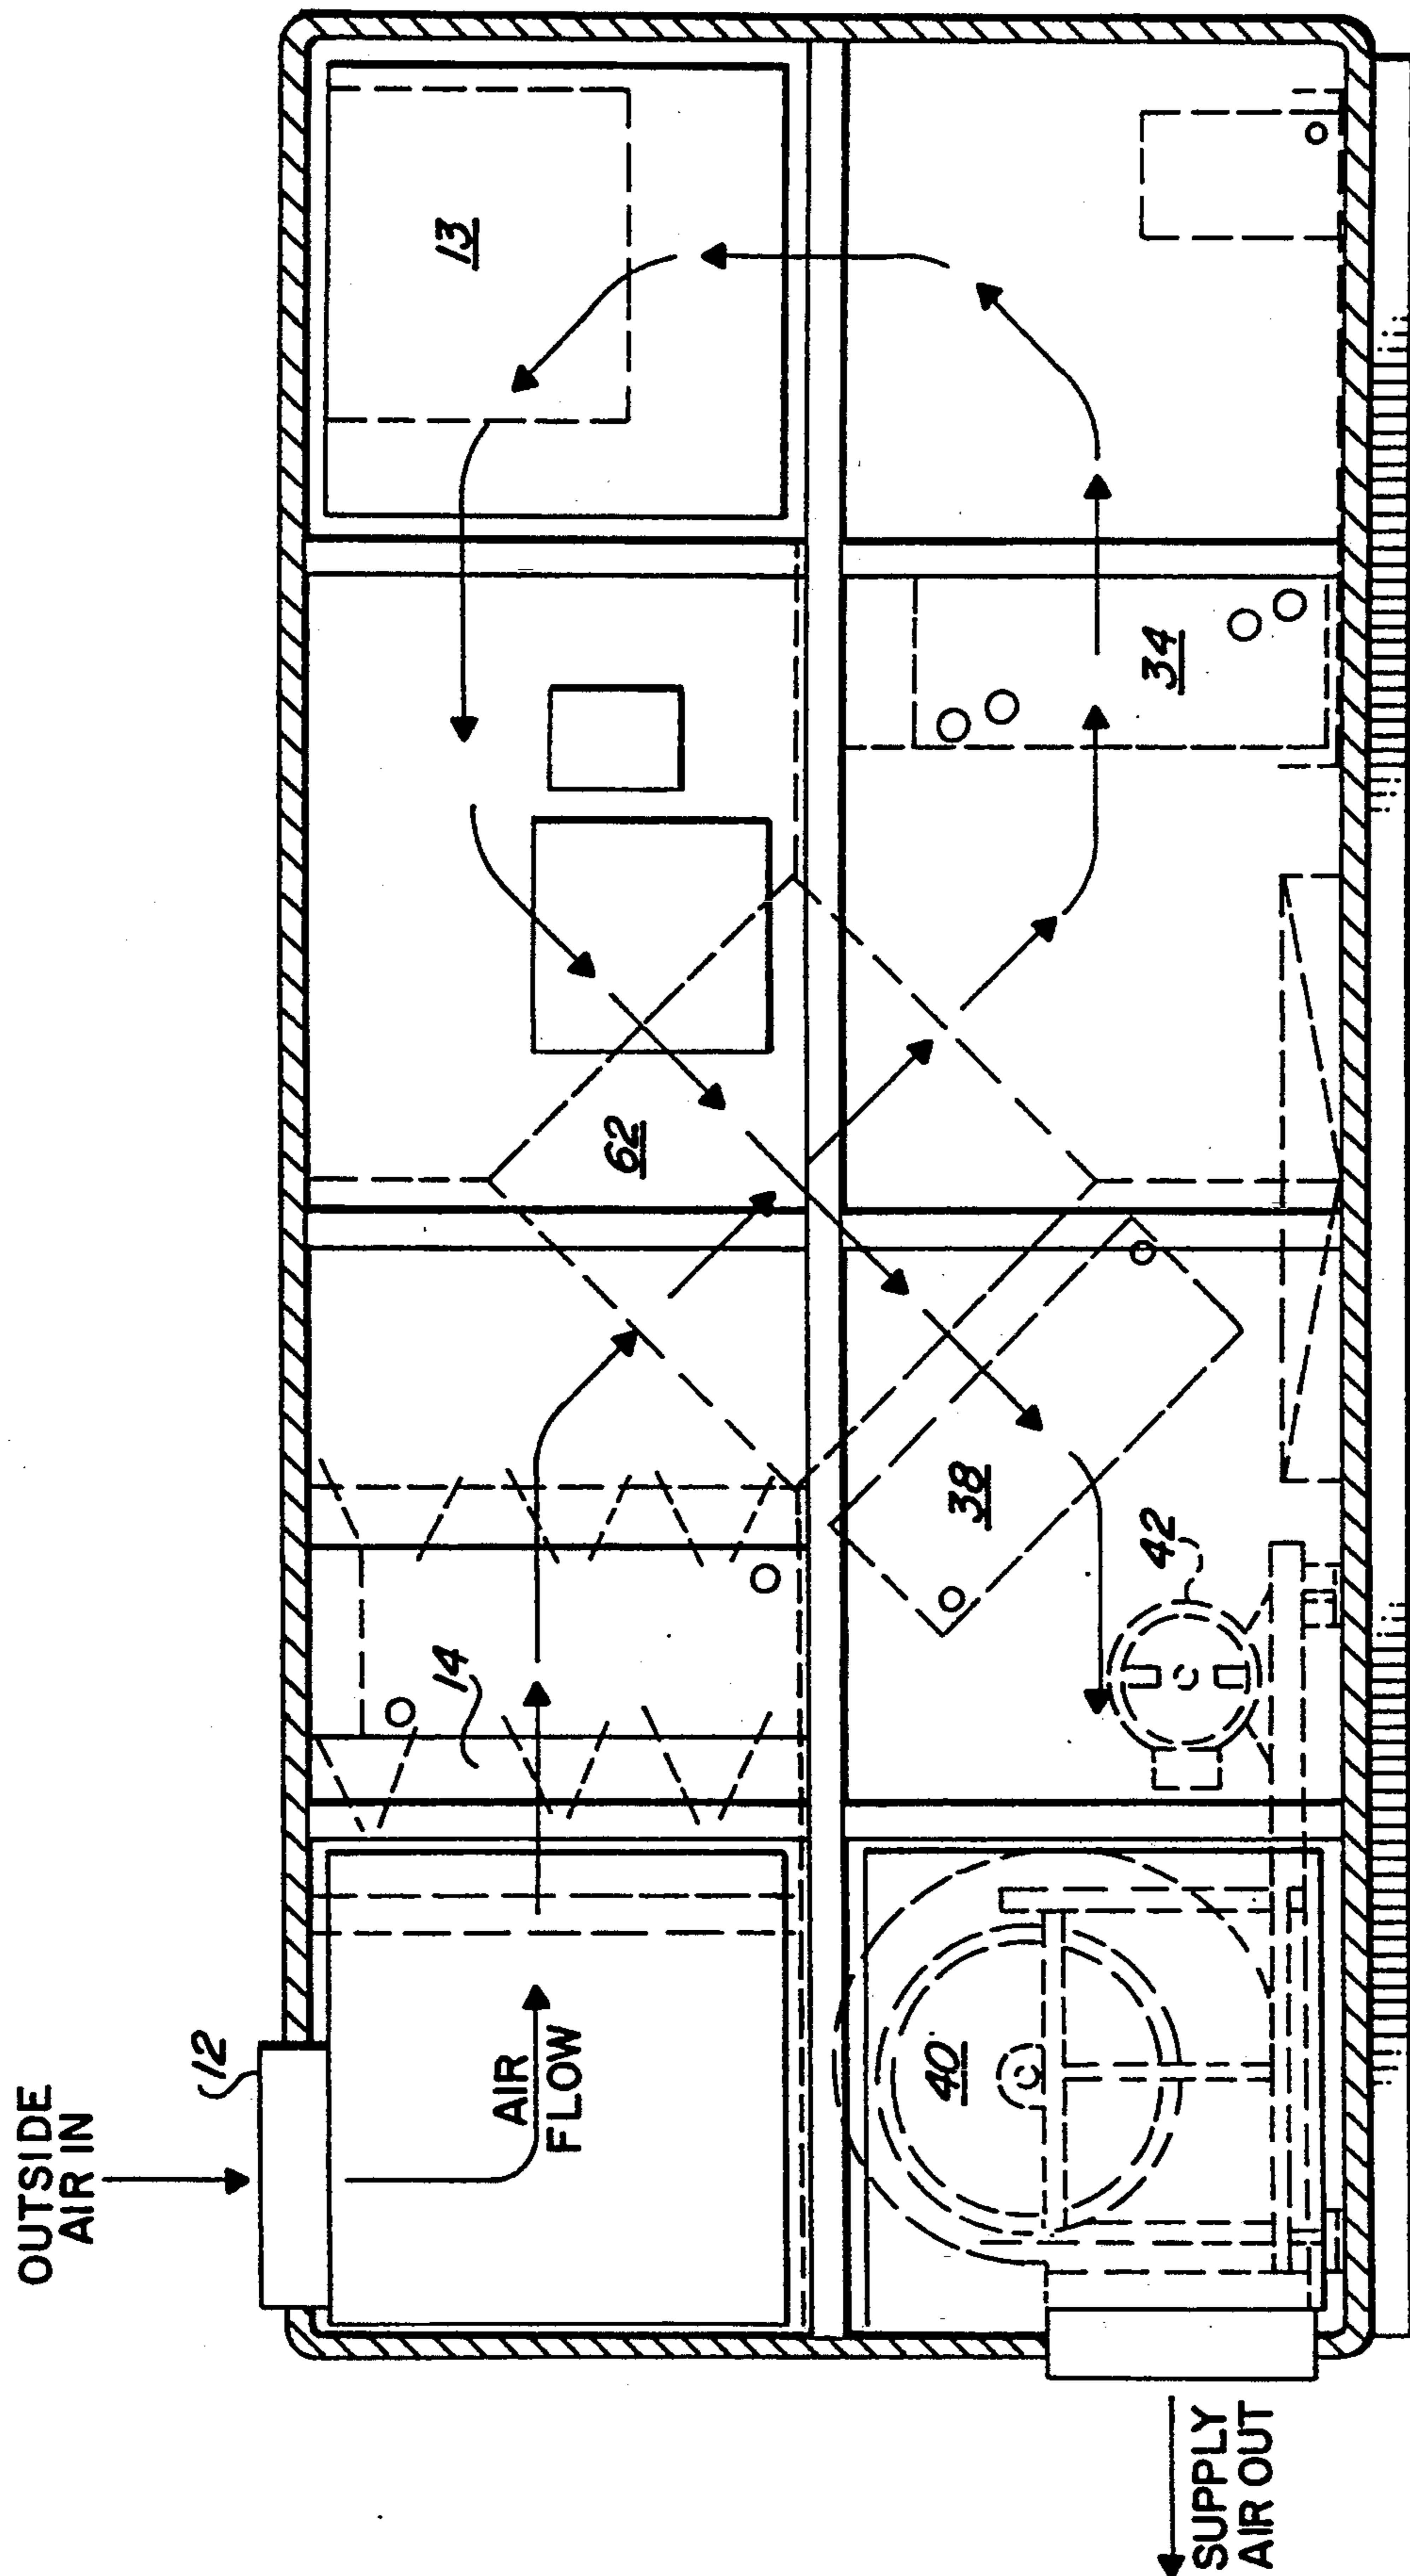 OUTSIDE
AIR IN
12
AIR
FLOW
14
62
13
34
38
42
40
SUPPLY
AIR OUT